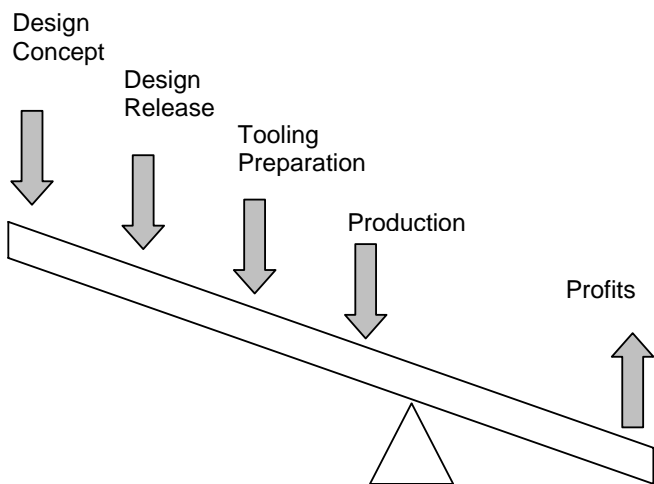 Design
Concept
Design
Release
Tooling
Preparation
Production
Profits